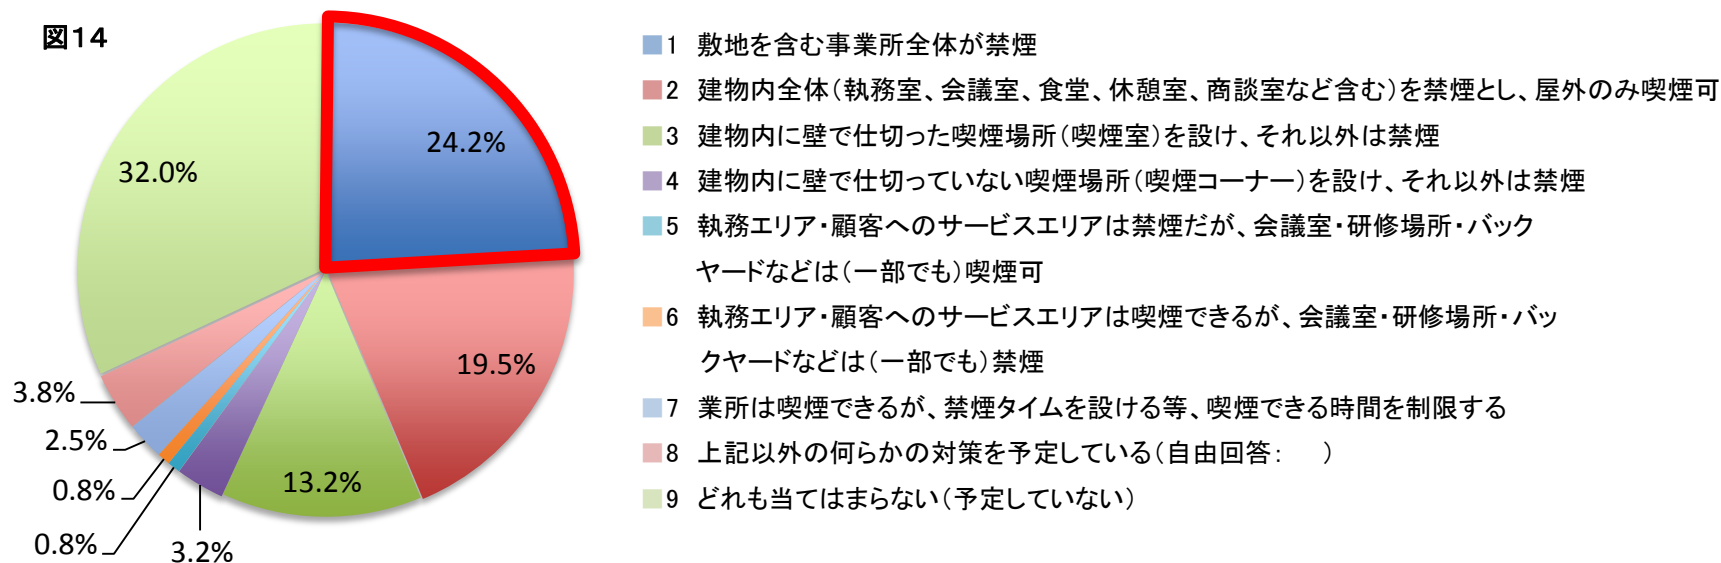 図14
24.2%
19.5%
13.2%
3.2%
0.8%
0.8%
2.5%
3.8%
32.0%
1 敷地を含む事業所全体が禁煙
2 建物内全体(執務室、会議室、食堂、休憩室、商談室など含む)を禁煙とし、屋外のみ喫煙可
3 建物内に壁で仕切った喫煙場所(喫煙室)を設け、それ以外は禁煙
4 建物内に壁で仕切っていない喫煙場所(喫煙コーナー)を設け、それ以外は禁煙
5 執務エリア・顧客へのサービスエリアは禁煙だが、会議室・研修場所・バック
ヤードなどは(一部でも)喫煙可
6 執務エリア・顧客へのサービスエリアは喫煙できるが、会議室・研修場所・バッ
クヤードなどは(一部でも)禁煙
7 業所は喫煙できるが、禁煙タイムを設ける等、喫煙できる時間を制限する
8 上記以外の何らかの対策を予定している(自由回答: )
9 どれも当てはまらない(予定していない)